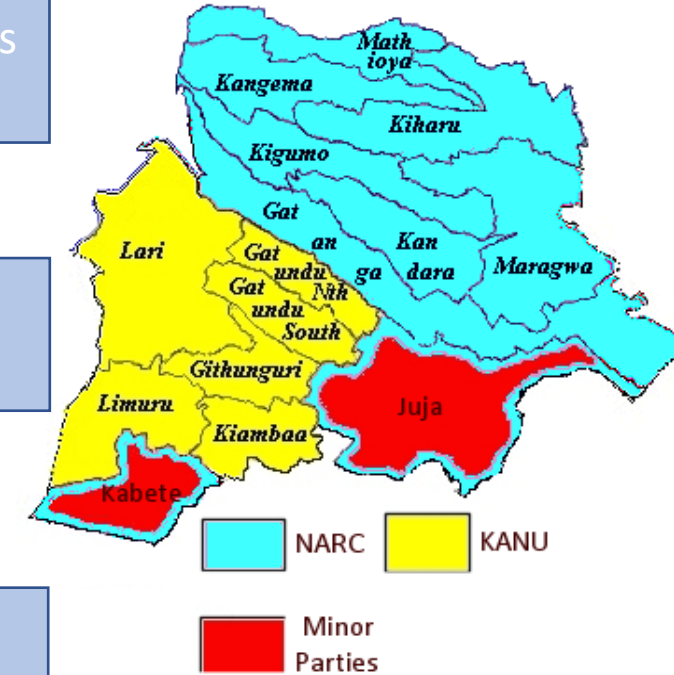 s
Math
ioya
Kangema
Kiharu
Kigumo
Gat
an
ga
Kan
dara
Maragwa
Lari
Gat
undu
Nth
Gat
undu
South
Githunguri
Limuru
Kiambaa
Juja
Kabete
NARC
KANU
Minor
Parties